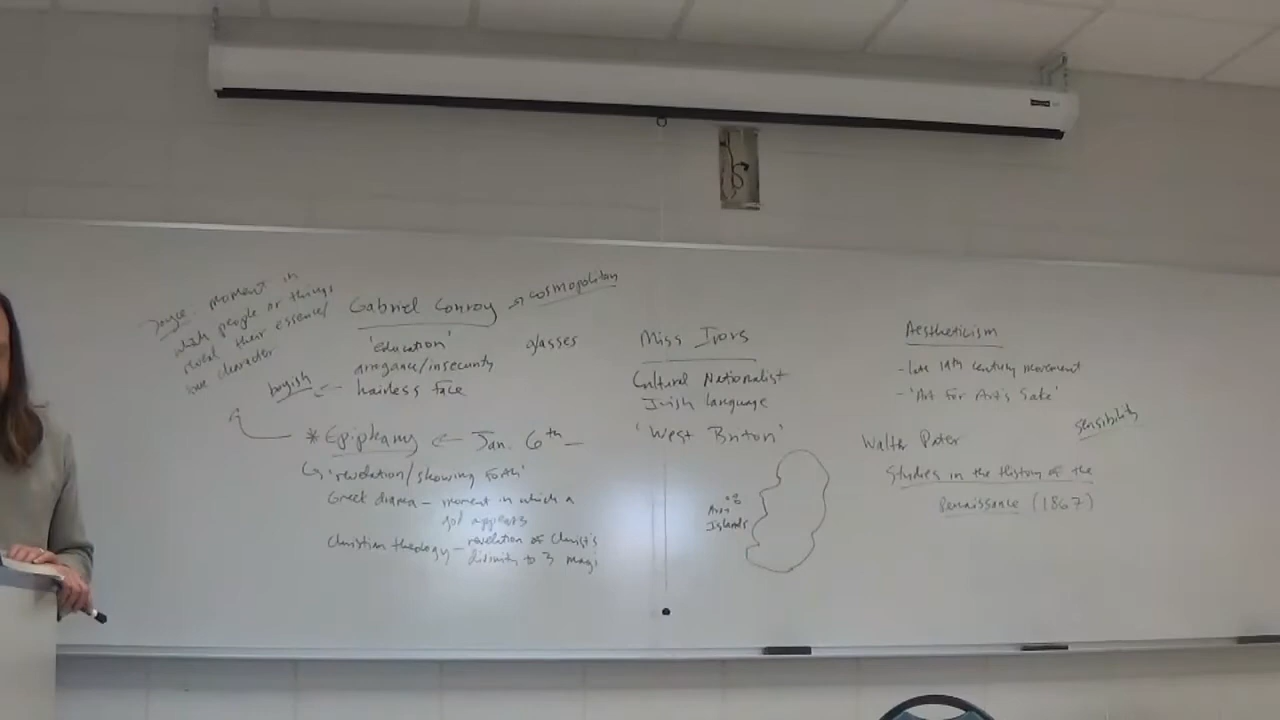 Joyce: moment in
which people or things
reveal their essence/
true character
Gabriel Conroy → cosmopolitan
'education'
glasses
arrogance/insecurity
boyish ← hairless face
* Epiphany ← Jan. 6th
↳ 'revelation/showing forth'
Greek drama – moment in which a
god appears
Christian theology – revelation of Christ's
divinity to 3 magi
Miss Ivors
Cultural Nationalist
Irish language
'West Briton'
Aran
Islands
Aestheticism
- late 19th century movement
- 'Art for Art's Sake'
sensibility
Walter Pater
Studies in the History of the
Renaissance (1867)